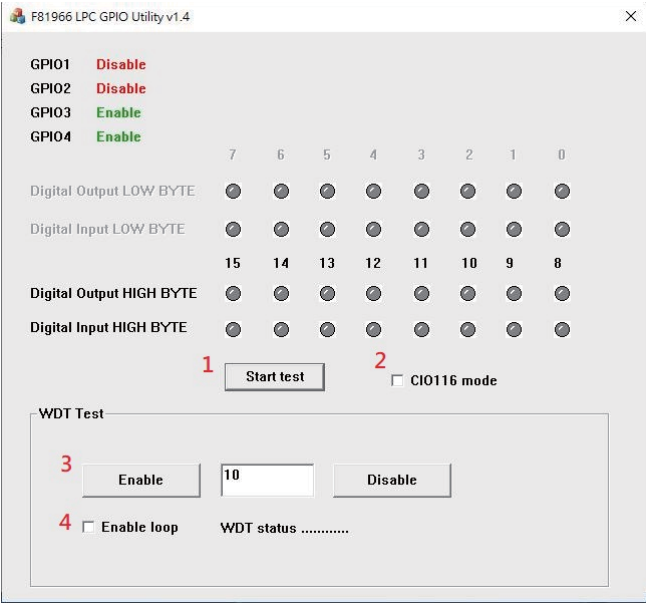 F81966 LPC GPIO Utility v1.4
GPIO1 Disable
GPIO2 Disable
GPIO3 Enable
GPIO4 Enable
7 6 5 4 3 2 1 0
Digital Output LOW BYTE
Digital Input LOW BYTE
15 14 13 12 11 10 9 8
Digital Output HIGH BYTE
Digital Input HIGH BYTE
1 Start test 2 CIO116 mode
WDT Test
3 Enable 10 Disable
4 Enable loop WDT status ............